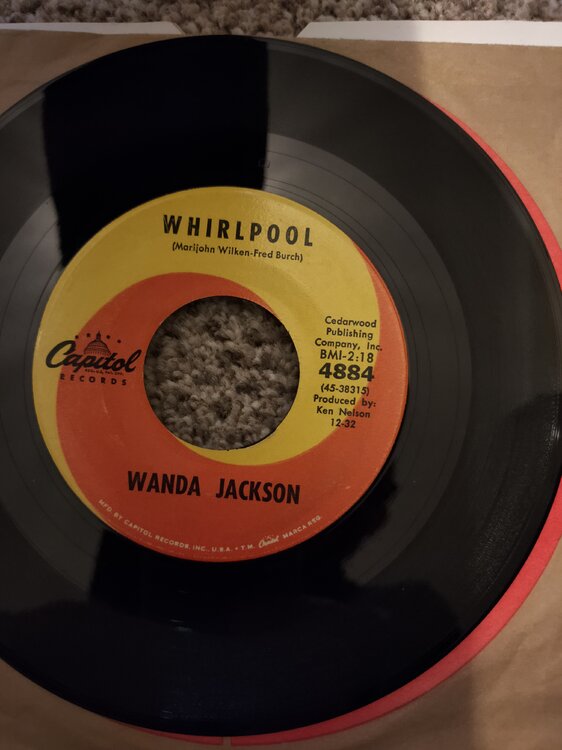 WHIRLPOOL
(Marijohn Wilken-Fred Burch)
Capitol
RECORDS
Cedarwood
Publishing
Company, Inc.
BMI-2:18
4884
(45-38315)
Produced by:
Ken Nelson
12-32
WANDA JACKSON
MFD. BY CAPITOL RECORDS, INC., U.S.A. • T.M. Capitol MARCA REG.